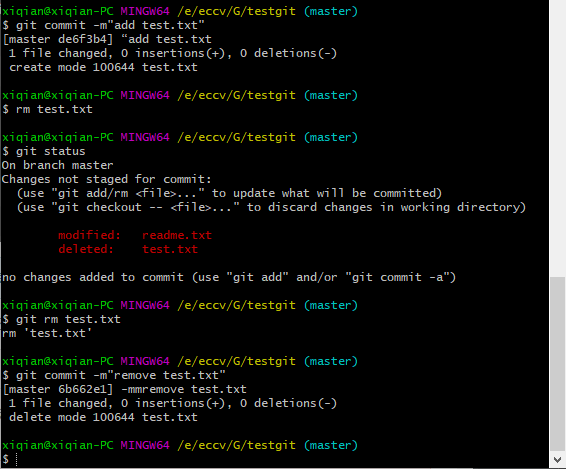 xiqian@xiqian-PC MINGW64 /e/eccv/G/testgit (master)
$ git commit -m"add test.txt"
[master de6f3b4] “add test.txt
 1 file changed, 0 insertions(+), 0 deletions(-)
 create mode 100644 test.txt
xiqian@xiqian-PC MINGW64 /e/eccv/G/testgit (master)
$ rm test.txt
xiqian@xiqian-PC MINGW64 /e/eccv/G/testgit (master)
$ git status
On branch master
Changes not staged for commit:
  (use "git add/rm <file>..." to update what will be committed)
  (use "git checkout -- <file>..." to discard changes in working directory)
        modified:   readme.txt
        deleted:    test.txt
no changes added to commit (use "git add" and/or "git commit -a")
xiqian@xiqian-PC MINGW64 /e/eccv/G/testgit (master)
$ git rm test.txt
rm 'test.txt'
xiqian@xiqian-PC MINGW64 /e/eccv/G/testgit (master)
$ git commit -m"remove test.txt"
[master 6b662e1] -mmremove test.txt
 1 file changed, 0 insertions(+), 0 deletions(-)
 delete mode 100644 test.txt
xiqian@xiqian-PC MINGW64 /e/eccv/G/testgit (master)
$